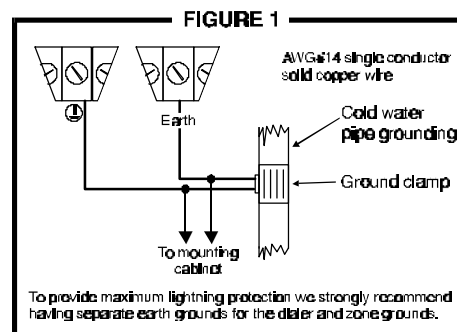 FIGURE 1
AWG #14 single conductor
solid copper wire
Earth
Cold water
pipe grounding
Ground clamp
To mounting
cabinet
To provide maximum lightning protection we strongly recommend
having separate earth grounds for the dialer and zone grounds.